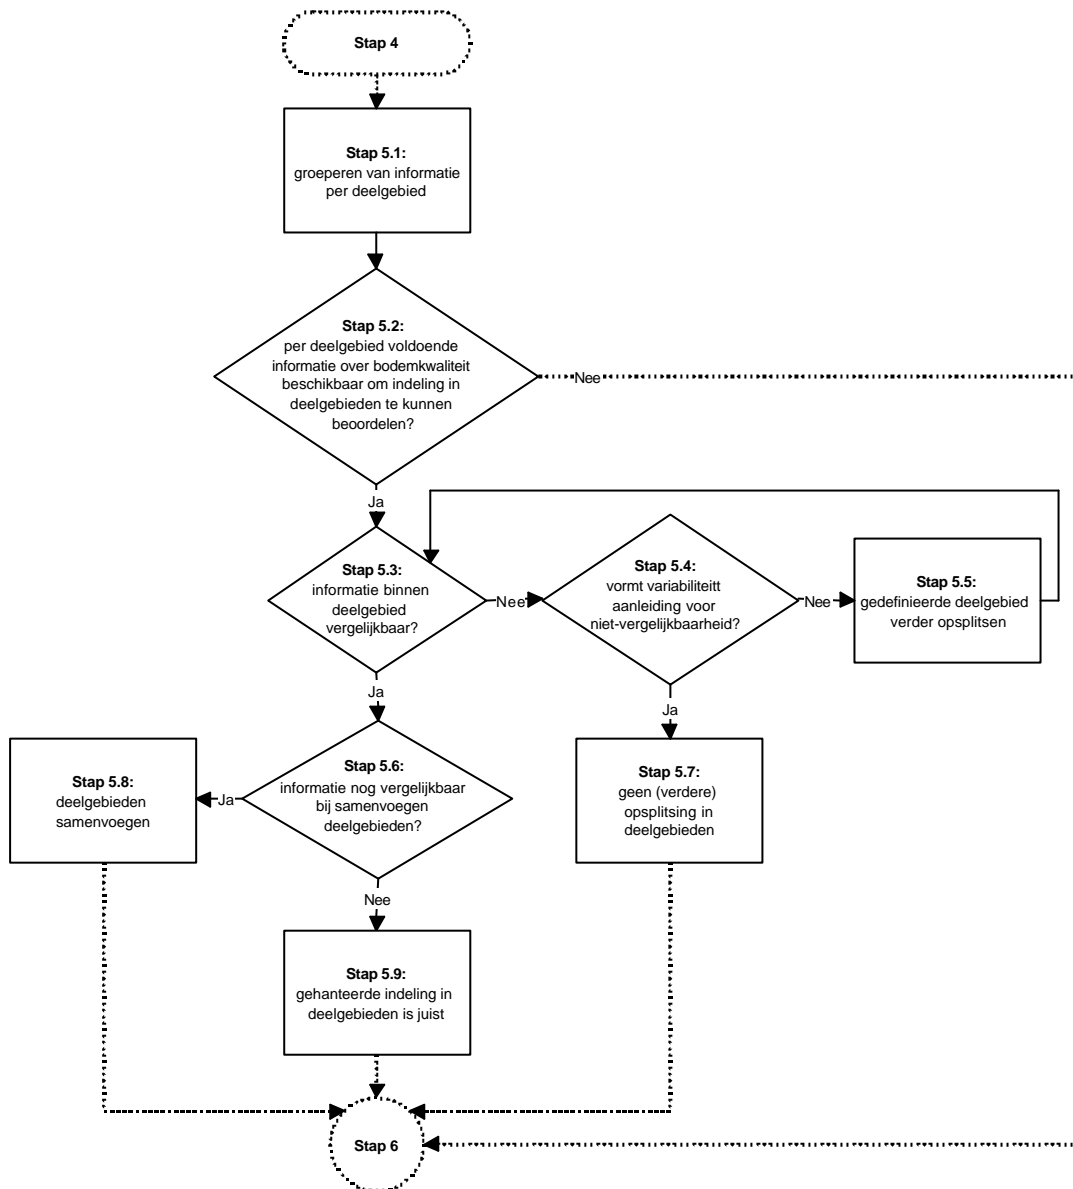 Stap 4
Stap 5.1:
groeperen van informatie
per deelgebied
Stap 5.2:
per deelgebied voldoende
informatie over bodemkwaliteit
beschikbaar om indeling in
deelgebieden te kunnen
beoordelen?
Nee
Ja
Stap 5.3:
informatie binnen
deelgebied
vergelijkbaar?
Nee
Stap 5.4:
vormt variabiliteitt
aanleiding voor
niet-vergelijkbaarheid?
Nee
Stap 5.5:
gedefinieerde deelgebied
verder opsplitsen
Ja
Ja
Stap 5.8:
deelgebieden
samenvoegen
Ja
Stap 5.6:
informatie nog vergelijkbaar
bij samenvoegen
deelgebieden?
Stap 5.7:
geen (verdere)
opsplitsing in
deelgebieden
Nee
Stap 5.9:
gehanteerde indeling in
deelgebieden is juist
Stap 6